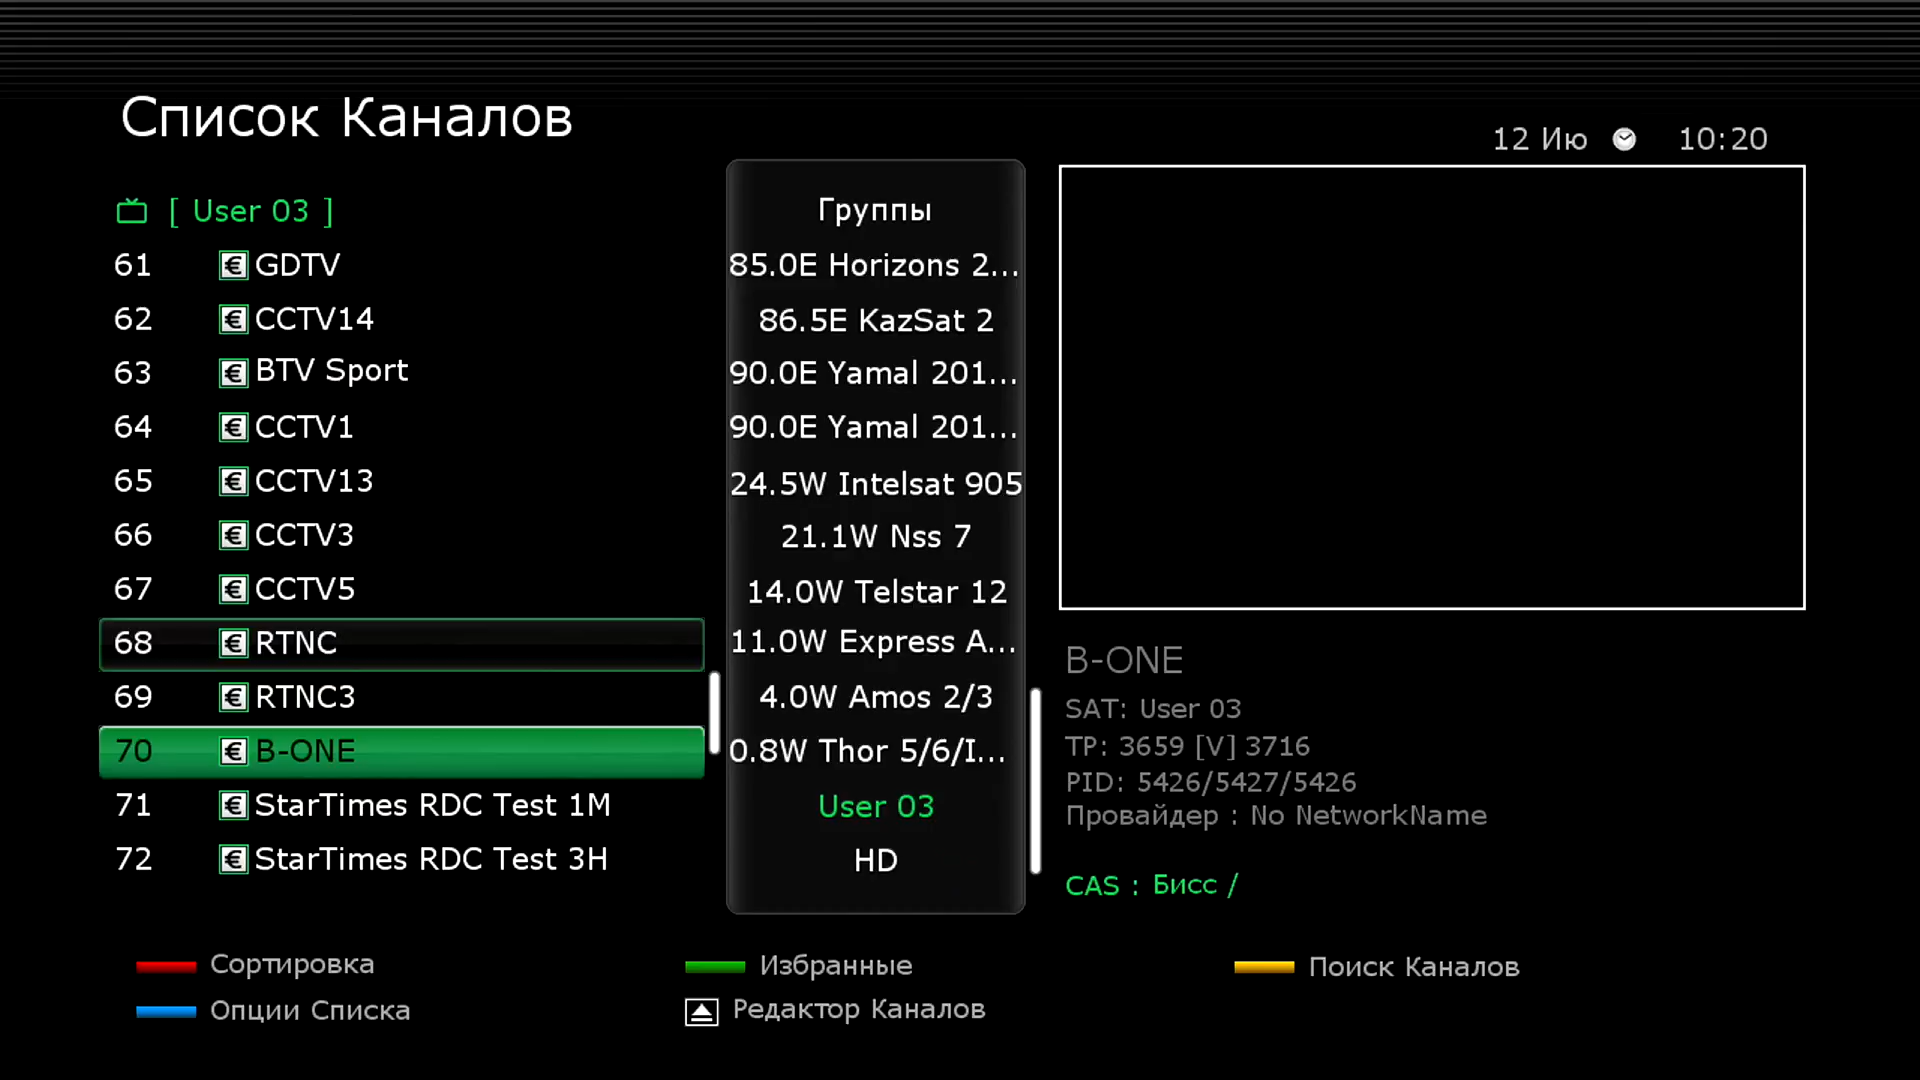 Список Каналов
12 Ию 10:20
[ User 03 ]
61 € GDTV
62 € CCTV14
63 € BTV Sport
64 € CCTV1
65 € CCTV13
66 € CCTV3
67 € CCTV5
68 € RTNC
69 € RTNC3
70 € B-ONE
71 € StarTimes RDC Test 1M
72 € StarTimes RDC Test 3H
Группы
85.0E Horizons 2...
86.5E KazSat 2
90.0E Yamal 201...
90.0E Yamal 201...
24.5W Intelsat 905
21.1W Nss 7
14.0W Telstar 12
11.0W Express A...
4.0W Amos 2/3
0.8W Thor 5/6/I...
User 03
HD
B-ONE
SAT: User 03
TP: 3659 [V] 3716
PID: 5426/5427/5426
Провайдер : No NetworkName
CAS : Бисс /
Сортировка
Избранные
Поиск Каналов
Опции Списка
Редактор Каналов